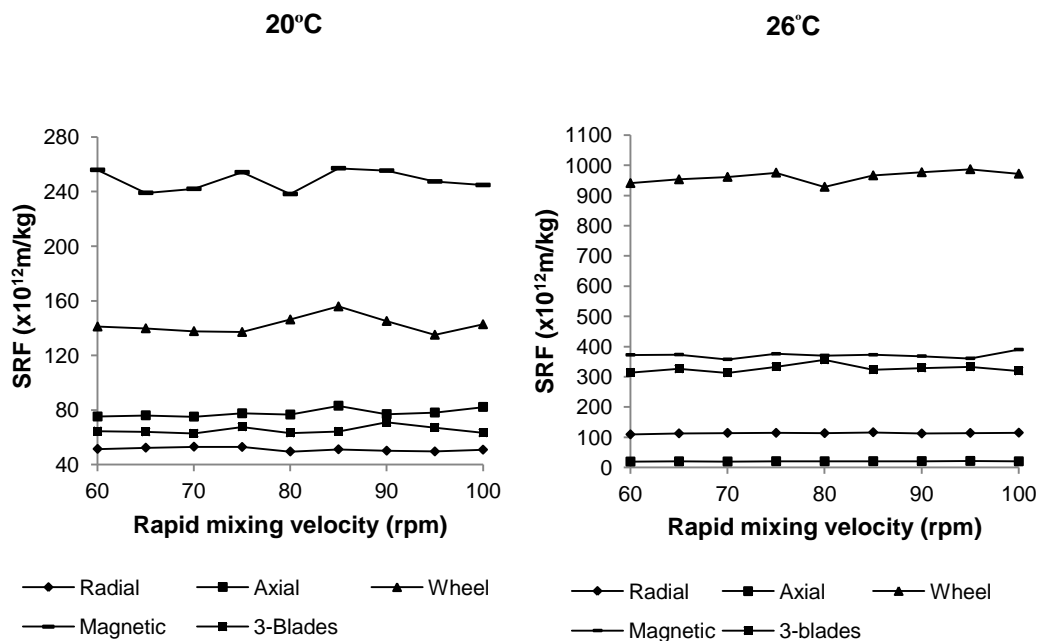 20°C
280
240
200
160
120
80
40
60 70 80 90 100
SRF (x10¹²m/kg)
Rapid mixing velocity (rpm)
Radial Axial Wheel
Magnetic 3-Blades
26°C
1100
1000
900
800
700
600
500
400
300
200
100
0
60 70 80 90 100
SRF (x10¹²m/kg)
Rapid mixing velocity (rpm)
Radial Axial Wheel
Magnetic 3-blades